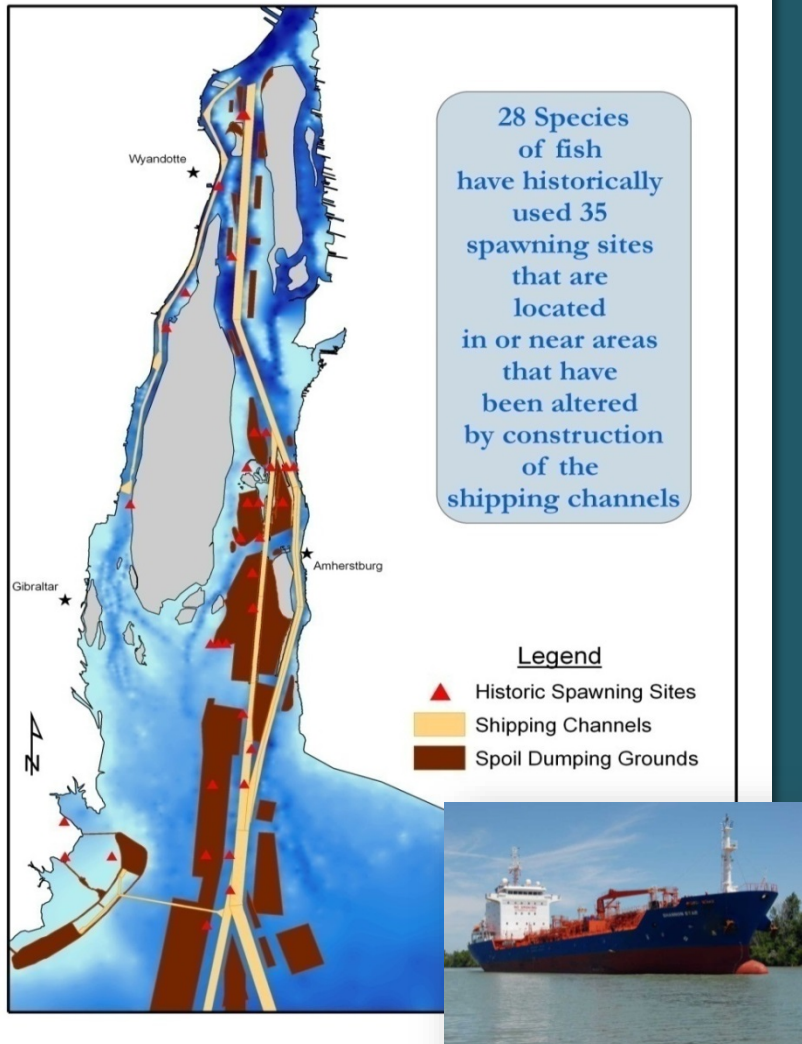 28 Species
of fish
have historically
used 35
spawning sites
that are
located
in or near areas
that have
been altered
by construction
of the
shipping channels
Wyandotte
Amherstburg
Gibraltar
N
Legend
Historic Spawning Sites
Shipping Channels
Spoil Dumping Grounds